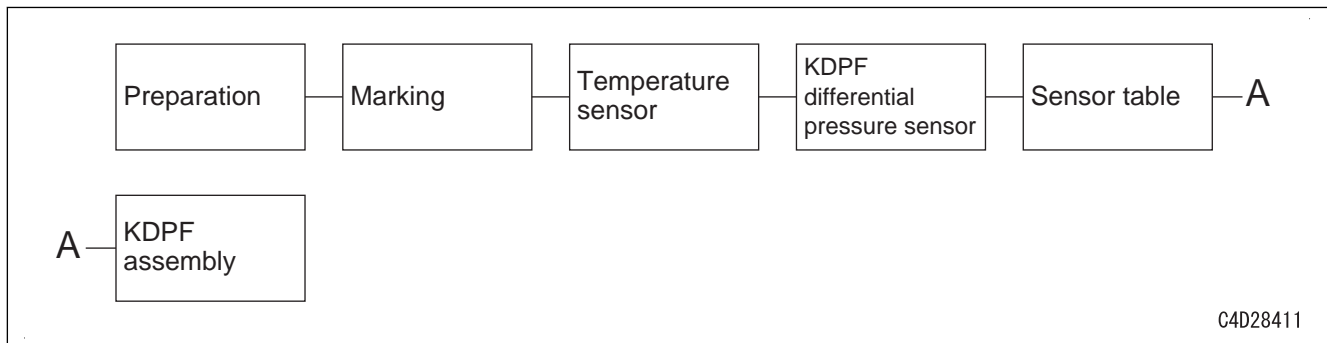 Preparation
Marking
Temperature
sensor
KDPF
differential
pressure sensor
Sensor table
A
A
KDPF
assembly
C4D28411